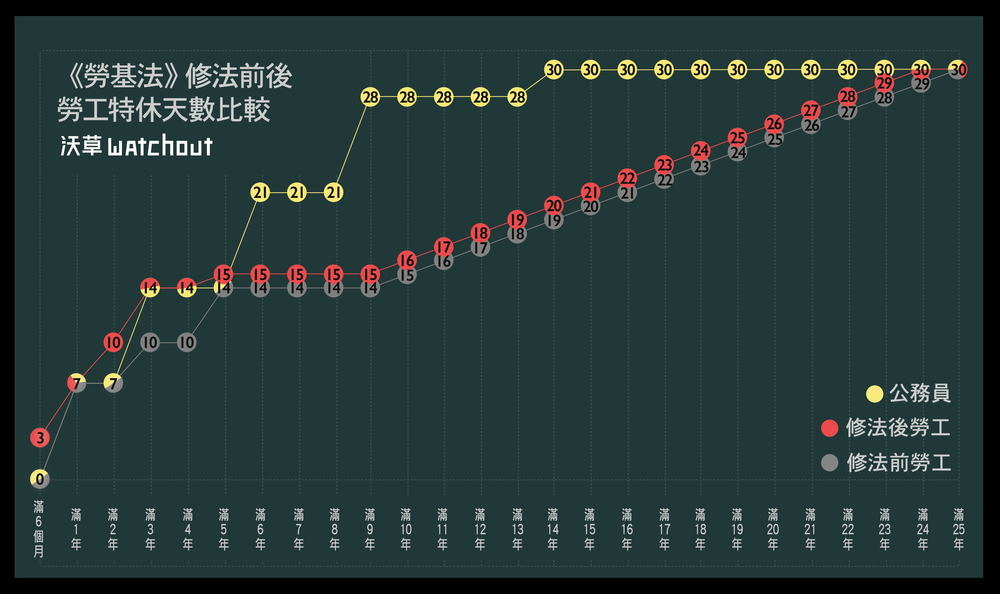 《勞基法》修法前後
勞工特休天數比較
沃草 watchout
30 30 30 30 30 30 30 30 30 30 30 30
29 29
28 28 28 28 28 28 28
27 27
26 26
25 25
24 24
23 23
22 22
21 21 21 21 21
20 20
19 19
18 18
17 17
16 16
15 15 15 15 15 15
14 14 14 14 14 14 14 14
10 10 10
7 7
3
0
公務員
修法後勞工
修法前勞工
滿6個月
滿1年
滿2年
滿3年
滿4年
滿5年
滿6年
滿7年
滿8年
滿9年
滿10年
滿11年
滿12年
滿13年
滿14年
滿15年
滿16年
滿17年
滿18年
滿19年
滿20年
滿21年
滿22年
滿23年
滿24年
滿25年